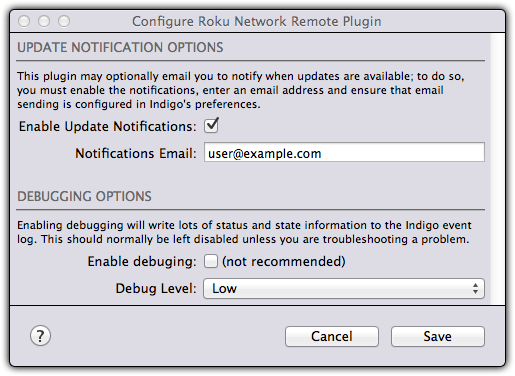 Configure Roku Network Remote Plugin
UPDATE NOTIFICATION OPTIONS
This plugin may optionally email you to notify when updates are available; to do so,
you must enable the notifications, enter an email address and ensure that email
sending is configured in Indigo's preferences.
Enable Update Notifications:
Notifications Email: user@example.com
DEBUGGING OPTIONS
Enabling debugging will write lots of status and state information to the Indigo event
log. This should normally be left disabled unless you are troubleshooting a problem.
Enable debuging: (not recommended)
Debug Level: Low
? Cancel Save